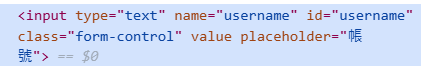 <input type="text" name="username" id="username"
class="form-control" value placeholder="帳
號"> == $0